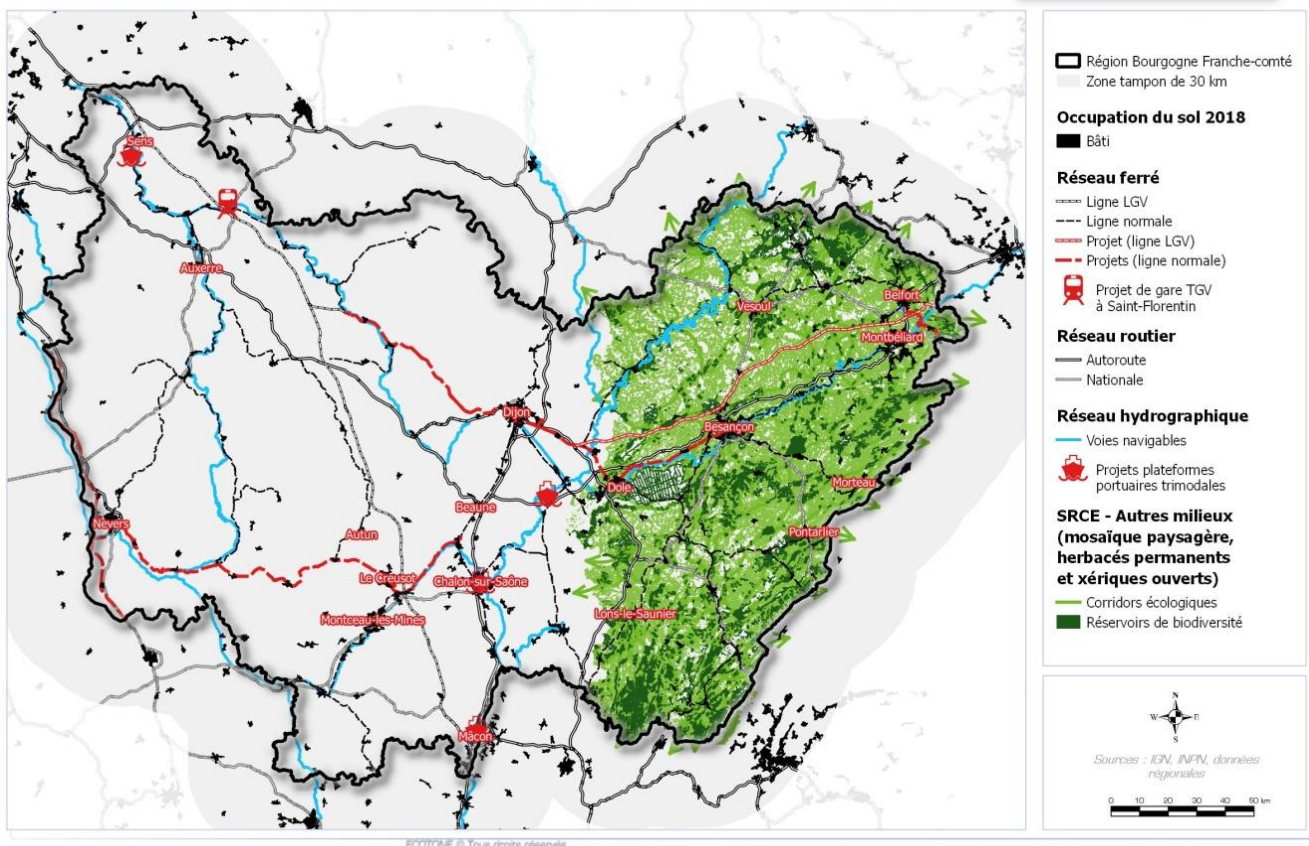 Sens
Auxerre
Vesoul
Belfort
Montbéliard
Dijon
Besançon
Dole
Morteau
Beaune
Nevers
Autun
Pontarlier
Le Creusot
Chalon-sur-Saône
Montceau-les-Mines
Lons-le-Saunier
Mâcon
Région Bourgogne Franche-comté
Zone tampon de 30 km
Occupation du sol 2018
Bâti
Réseau ferré
Ligne LGV
Ligne normale
Projet (ligne LGV)
Projets (ligne normale)
Projet de gare TGV
à Saint-Florentin
Réseau routier
Autoroute
Nationale
Réseau hydrographique
Voies navigables
Projets plateformes
portuaires trimodales
SRCE - Autres milieux
(mosaïque paysagère,
herbacés permanents
et xériques ouverts)
Corridors écologiques
Réservoirs de biodiversité
N
W E
S
Sources : IGN, INPN, données
régionales
0 10 20 30 40 50 km
ECOTONE © Tous droits réservés